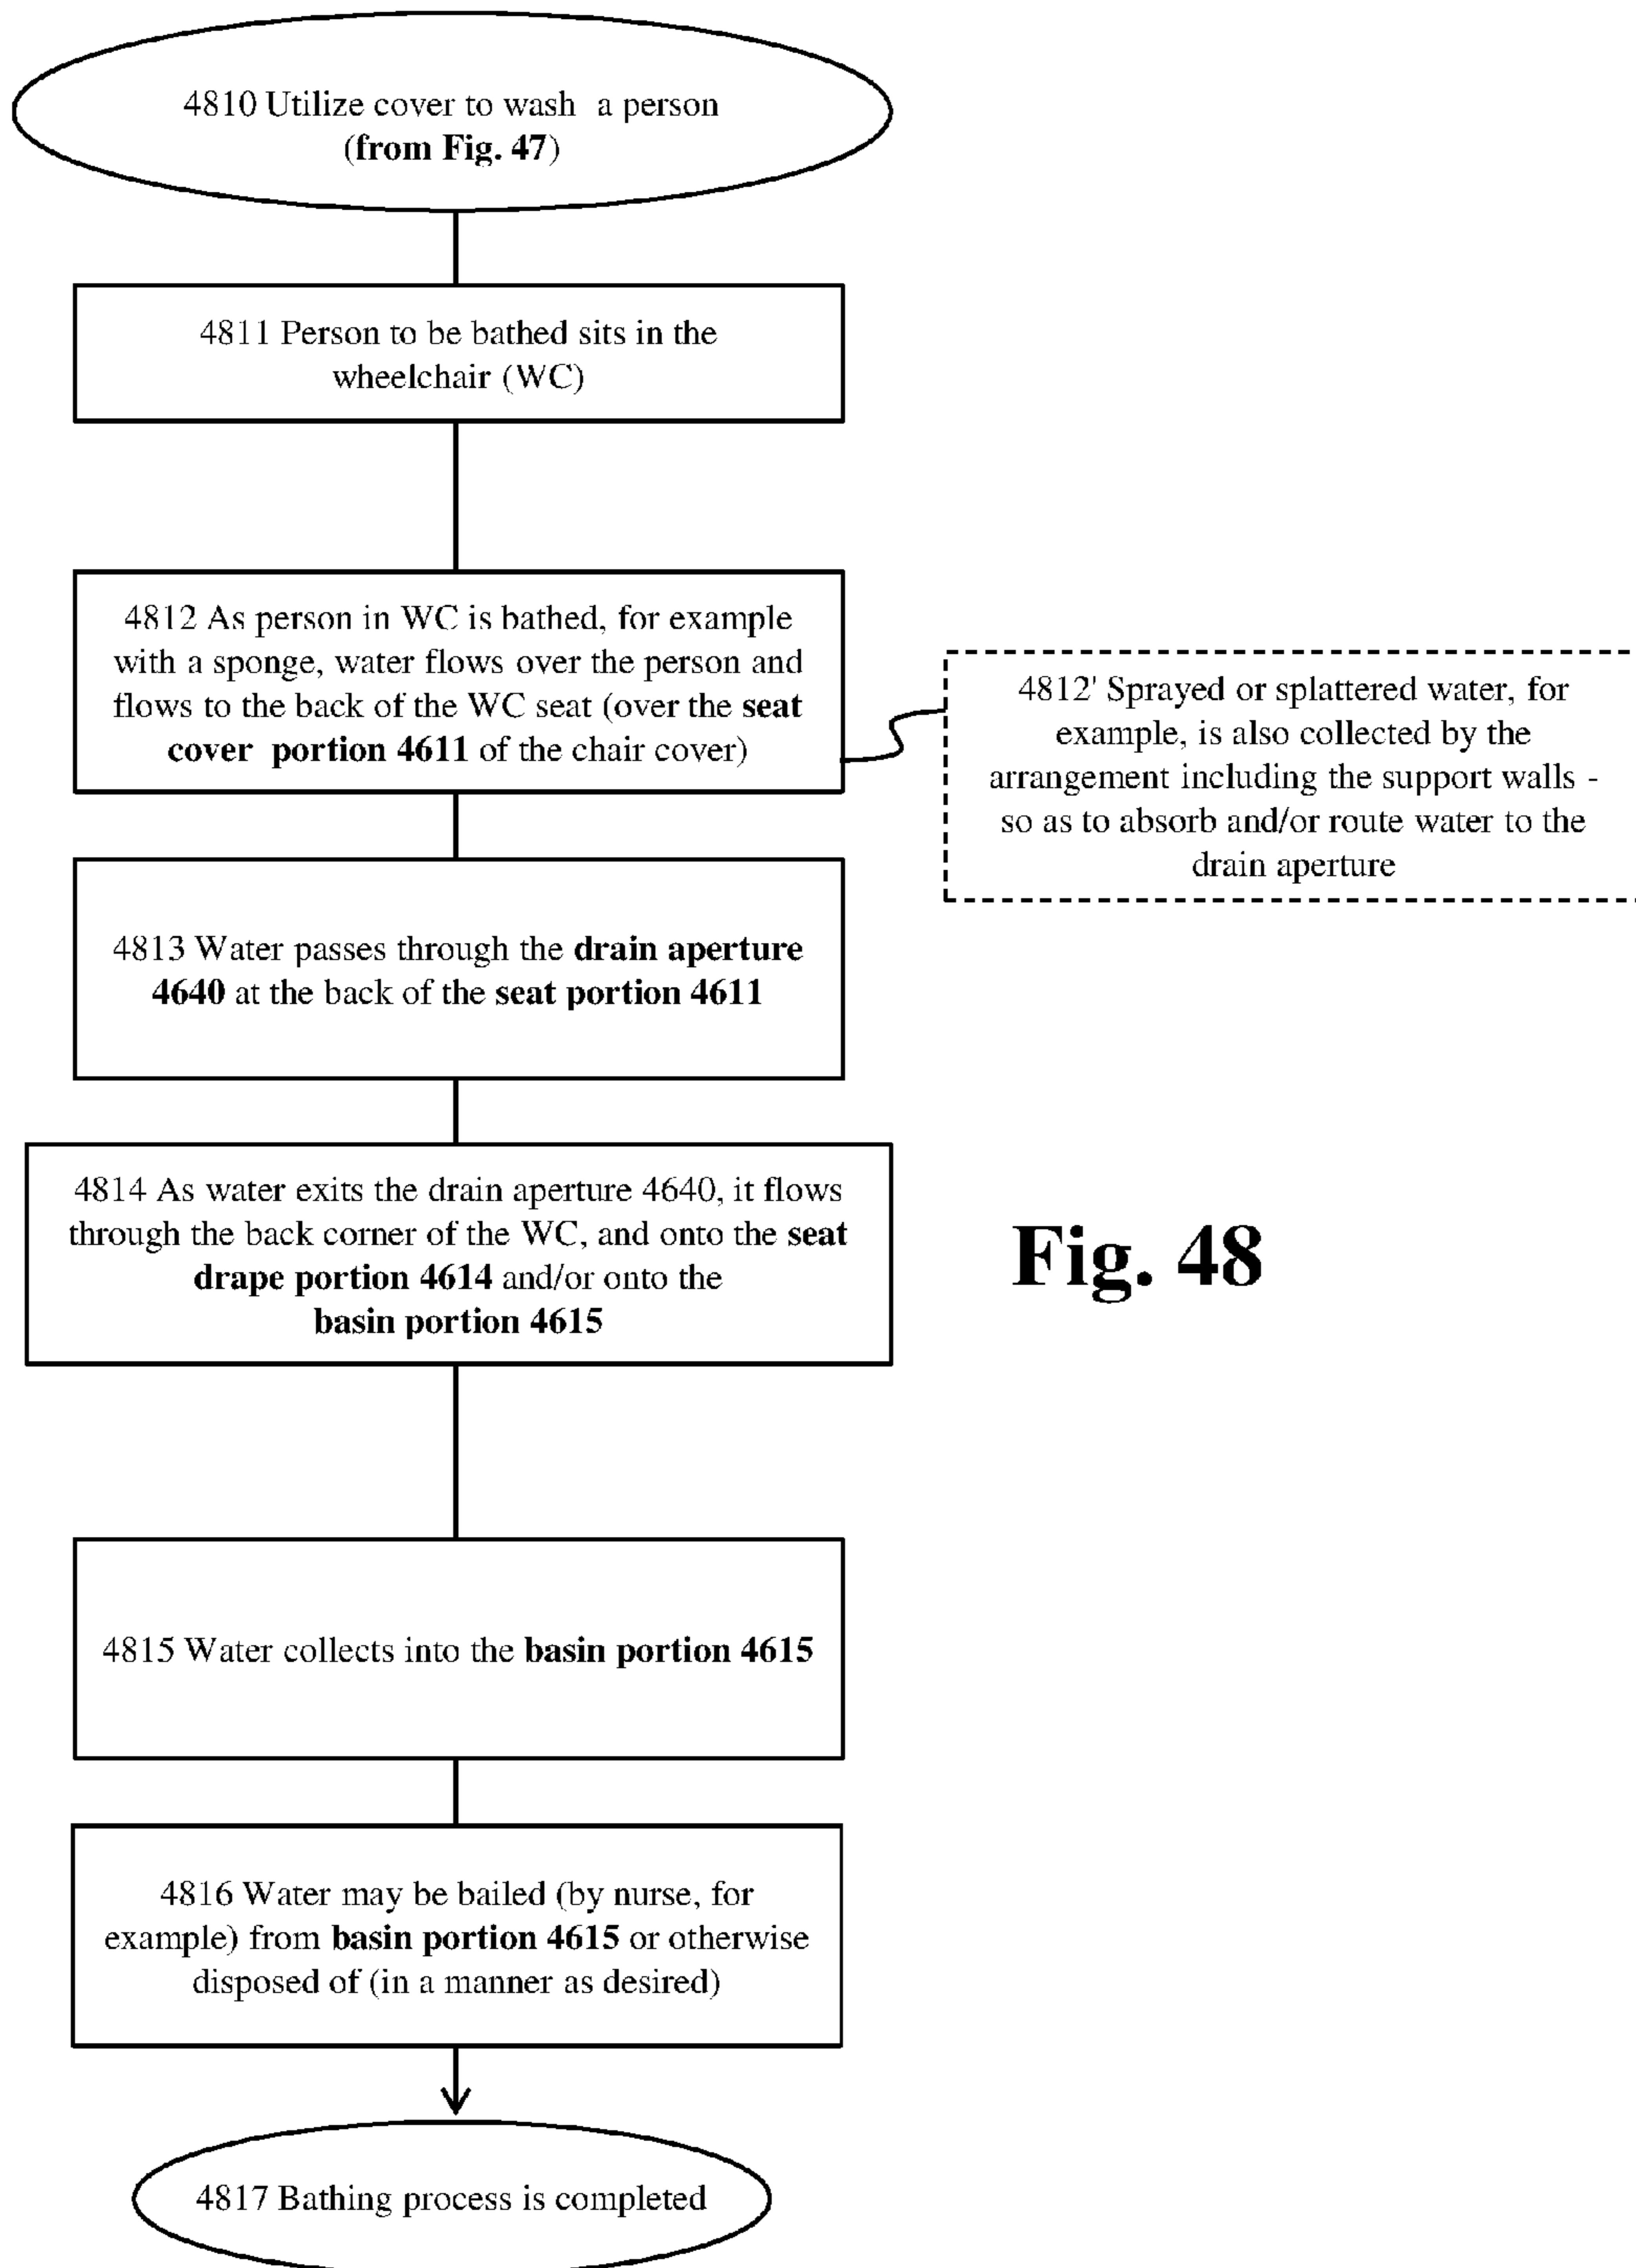 4810 Utilize cover to wash a person
(from Fig. 47)
4811 Person to be bathed sits in the
wheelchair (WC)
4812 As person in WC is bathed, for example
with a sponge, water flows over the person and
flows to the back of the WC seat (over the seat
cover portion 4611 of the chair cover)
4812' Sprayed or splattered water, for
example, is also collected by the
arrangement including the support walls -
so as to absorb and/or route water to the
drain aperture
4813 Water passes through the drain aperture
4640 at the back of the seat portion 4611
4814 As water exits the drain aperture 4640, it flows
through the back corner of the WC, and onto the seat
drape portion 4614 and/or onto the
basin portion 4615
Fig. 48
4815 Water collects into the basin portion 4615
4816 Water may be bailed (by nurse, for
example) from basin portion 4615 or otherwise
disposed of (in a manner as desired)
4817 Bathing process is completed